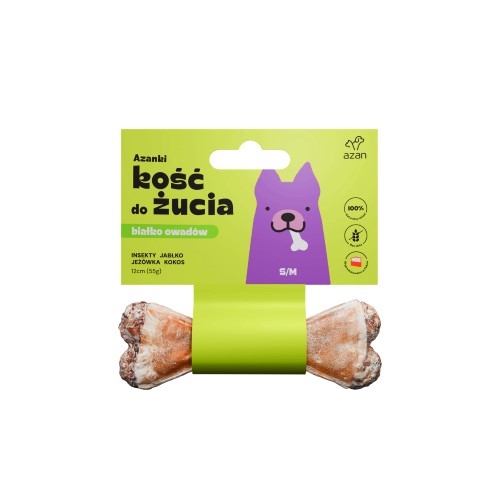 Azanki
kość
do żucia
białko owadów
INSEKTY JABŁKO
JEŻÓWKA KOKOS
12cm (55g)
S/M
azan
100%